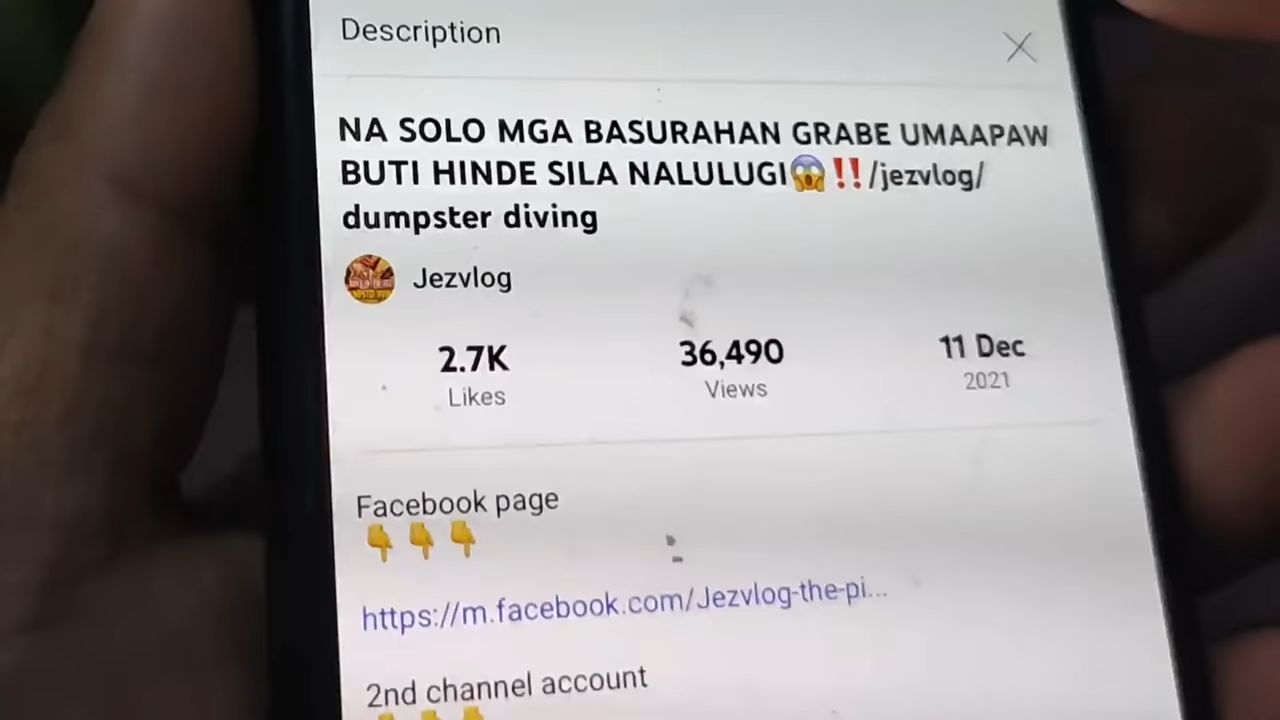 Description
NA SOLO MGA BASURAHAN GRABE UMAAPAW
BUTI HINDE SILA NALULUGI😱‼️/jezvlog/
dumpster diving
Jezvlog
2.7K 36,490 11 Dec
Likes Views 2021
Facebook page
👇👇👇
https://m.facebook.com/Jezvlog-the-pi...
2nd channel account